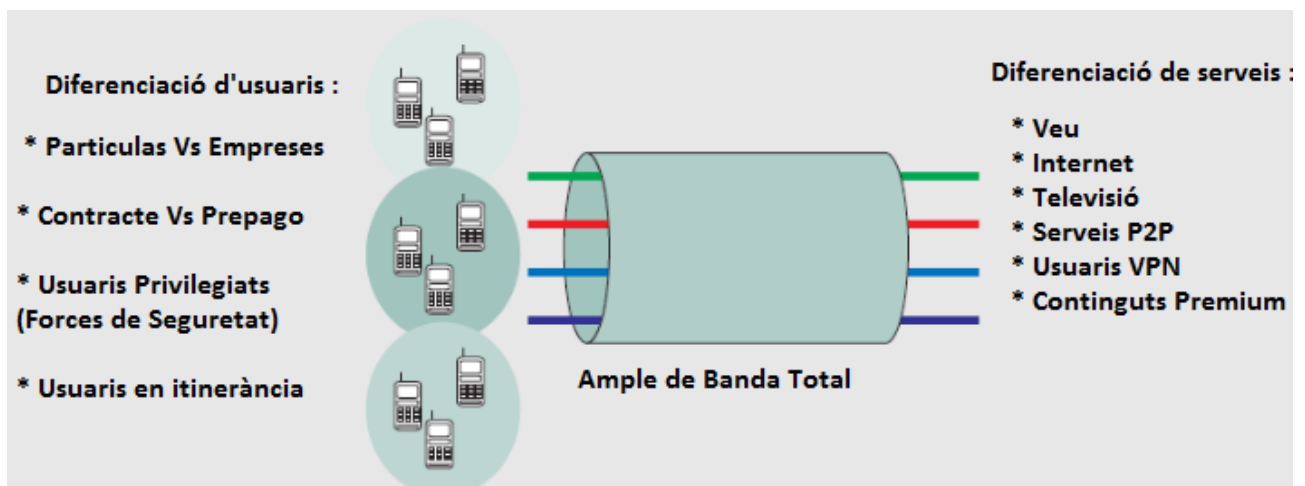 Diferenciació d'usuaris :
* Particulas Vs Empreses
* Contracte Vs Prepago
* Usuaris Privilegiats
(Forces de Seguretat)
* Usuaris en itinerància
Ample de Banda Total
Diferenciació de serveis :
* Veu
* Internet
* Televisió
* Serveis P2P
* Usuaris VPN
* Continguts Premium